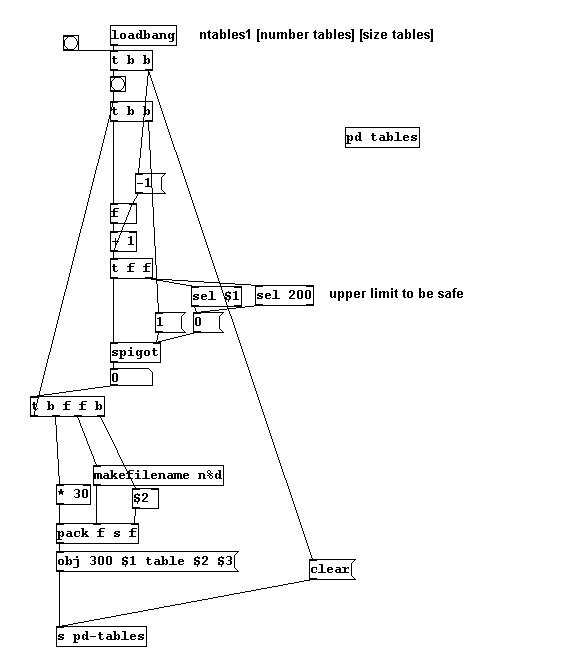 loadbang
ntables1 [number tables] [size tables]
t b b
t b b
pd tables
-1
f
+ 1
t f f
sel $1
sel 200
upper limit to be safe
1
0
spigot
0
t b f f b
makefilename n%d
* 30
$2
pack f s f
obj 300 $1 table $2 $3
clear
s pd-tables